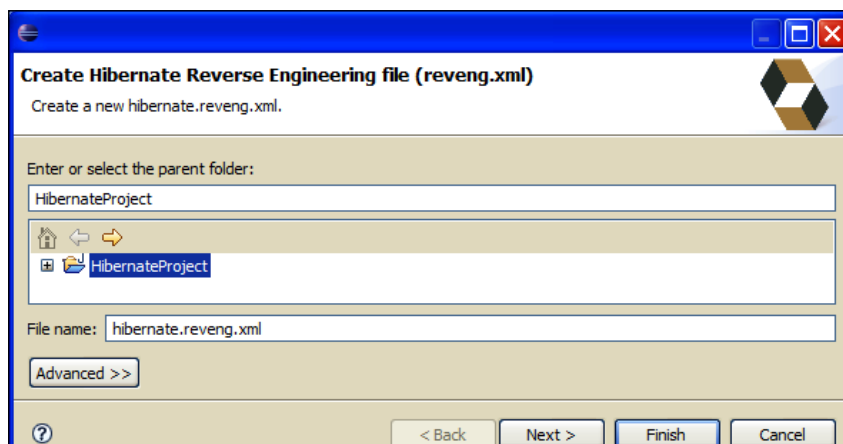 Create Hibernate Reverse Engineering file (reveng.xml)
Create a new hibernate.reveng.xml.
Enter or select the parent folder:
HibernateProject
HibernateProject
File name: hibernate.reveng.xml
Advanced >>
< Back Next > Finish Cancel